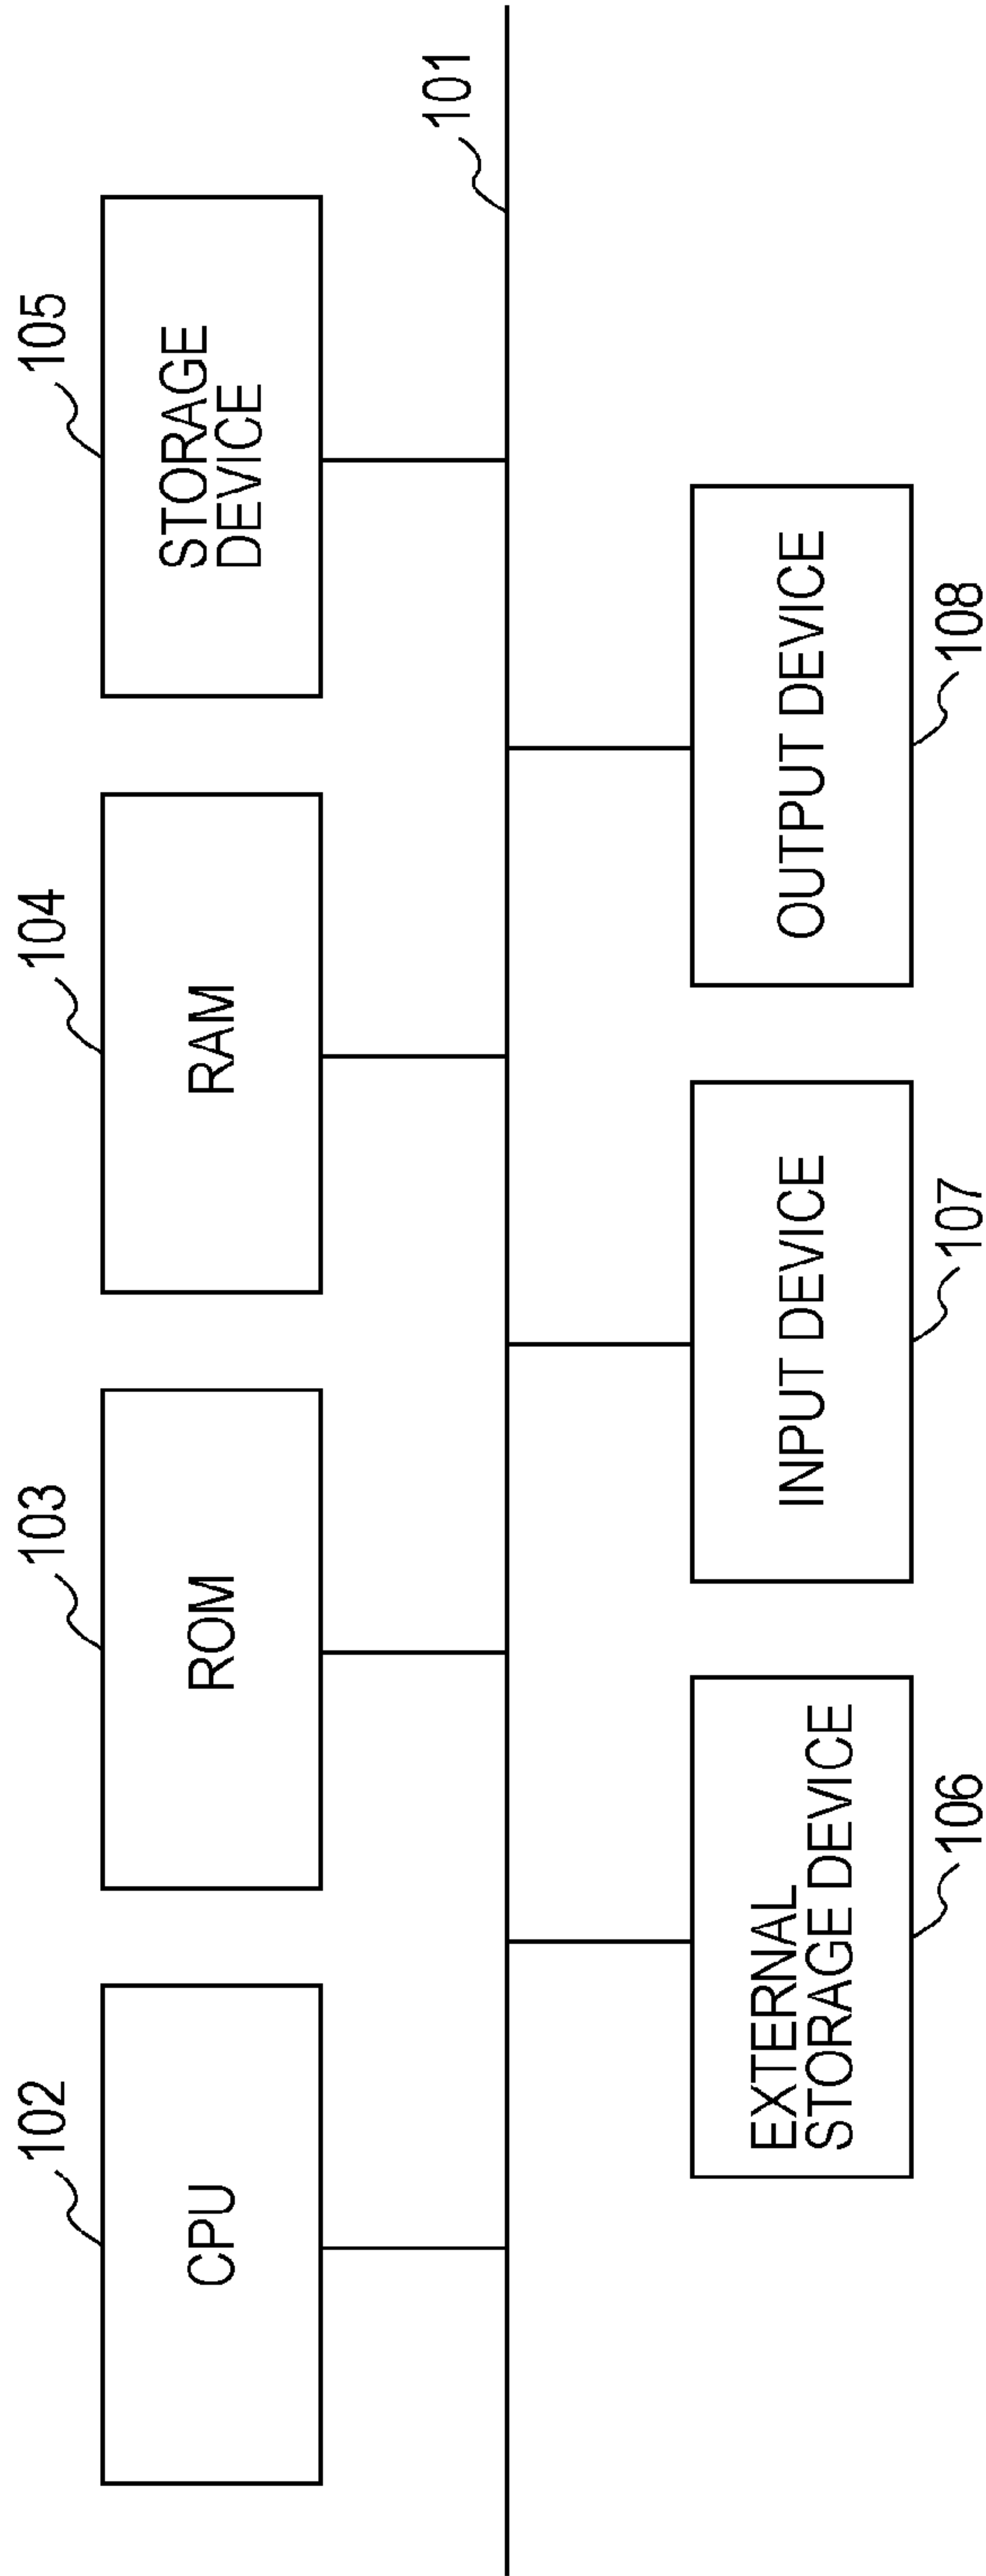 102
103
104
105
CPU
ROM
RAM
STORAGE
DEVICE
101
EXTERNAL
STORAGE DEVICE
INPUT DEVICE
OUTPUT DEVICE
106
107
108